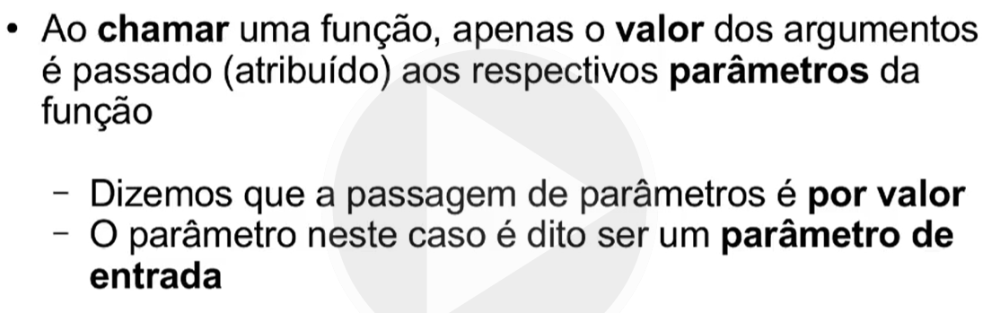 • Ao chamar uma função, apenas o valor dos argumentos
é passado (atribuído) aos respectivos parâmetros da
função
– Dizemos que a passagem de parâmetros é por valor
– O parâmetro neste caso é dito ser um parâmetro de
entrada